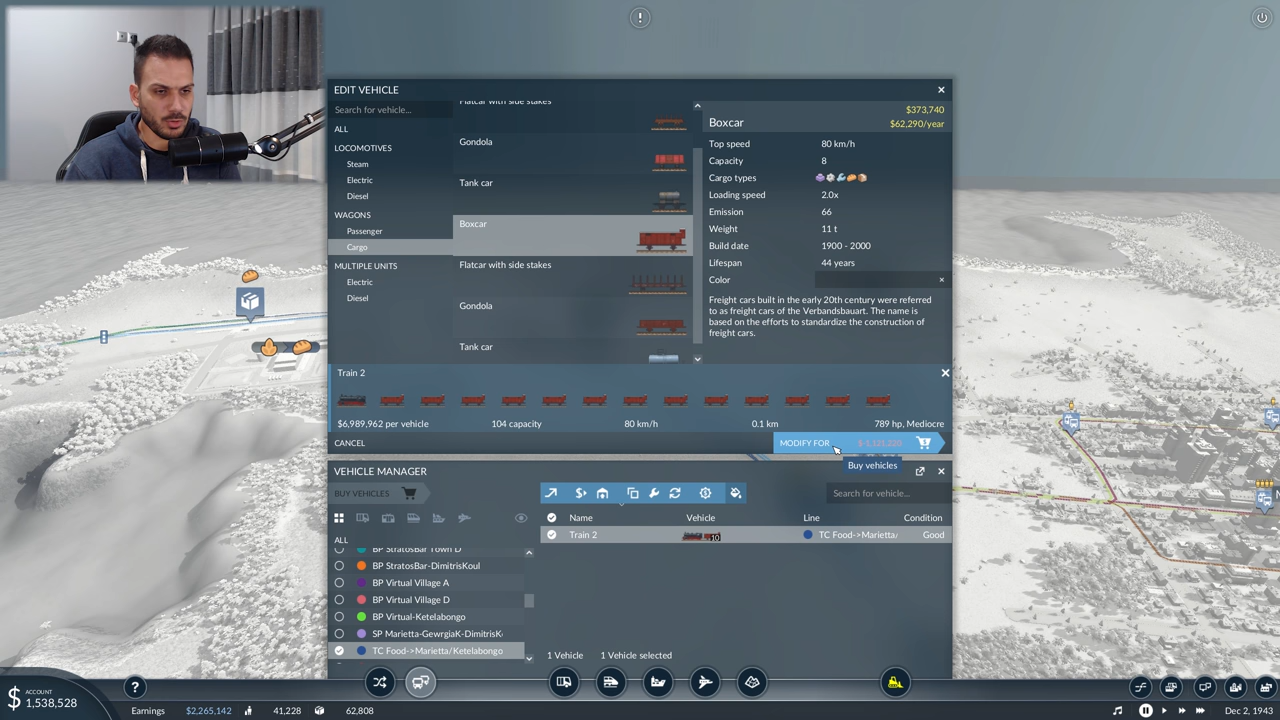 EDIT VEHICLE
Search for vehicle...
ALL
LOCOMOTIVES
Steam
Electric
Diesel
WAGONS
Passenger
Cargo
MULTIPLE UNITS
Electric
Diesel
Flatcar with side stakes
Gondola
Tank car
Boxcar
Flatcar with side stakes
Gondola
Tank car
$373,740
Boxcar
$62,290/year
Top speed 80 km/h
Capacity 8
Cargo types
Loading speed 2.0x
Emission 66
Weight 11 t
Build date 1900 - 2000
Lifespan 44 years
Color
Freight cars built in the early 20th century were referred
to as freight cars of the Verbandsbauart. The name is
based on the efforts to standardize the construction of
freight cars.
Train 2
$6,989,962 per vehicle 104 capacity 80 km/h 0.1 km 789 hp, Mediocre
CANCEL
MODIFY FOR $-1,121,220
Buy vehicles
VEHICLE MANAGER
BUY VEHICLES
Search for vehicle...
ALL
BP StratosBar Town D
BP StratosBar-DimitrisKoul
BP Virtual Village A
BP Virtual Village D
BP Virtual-Ketelabongo
SP Marietta-GewrgiaK-DimitrisK
TC Food->Marietta/Ketelabongo
Name Vehicle Line Condition
Train 2 10 TC Food->Marietta/ Good
1 Vehicle 1 Vehicle selected
ACCOUNT
$ 1,538,528
?
Earnings $2,265,142 41,228 62,808
Dec 2, 1943